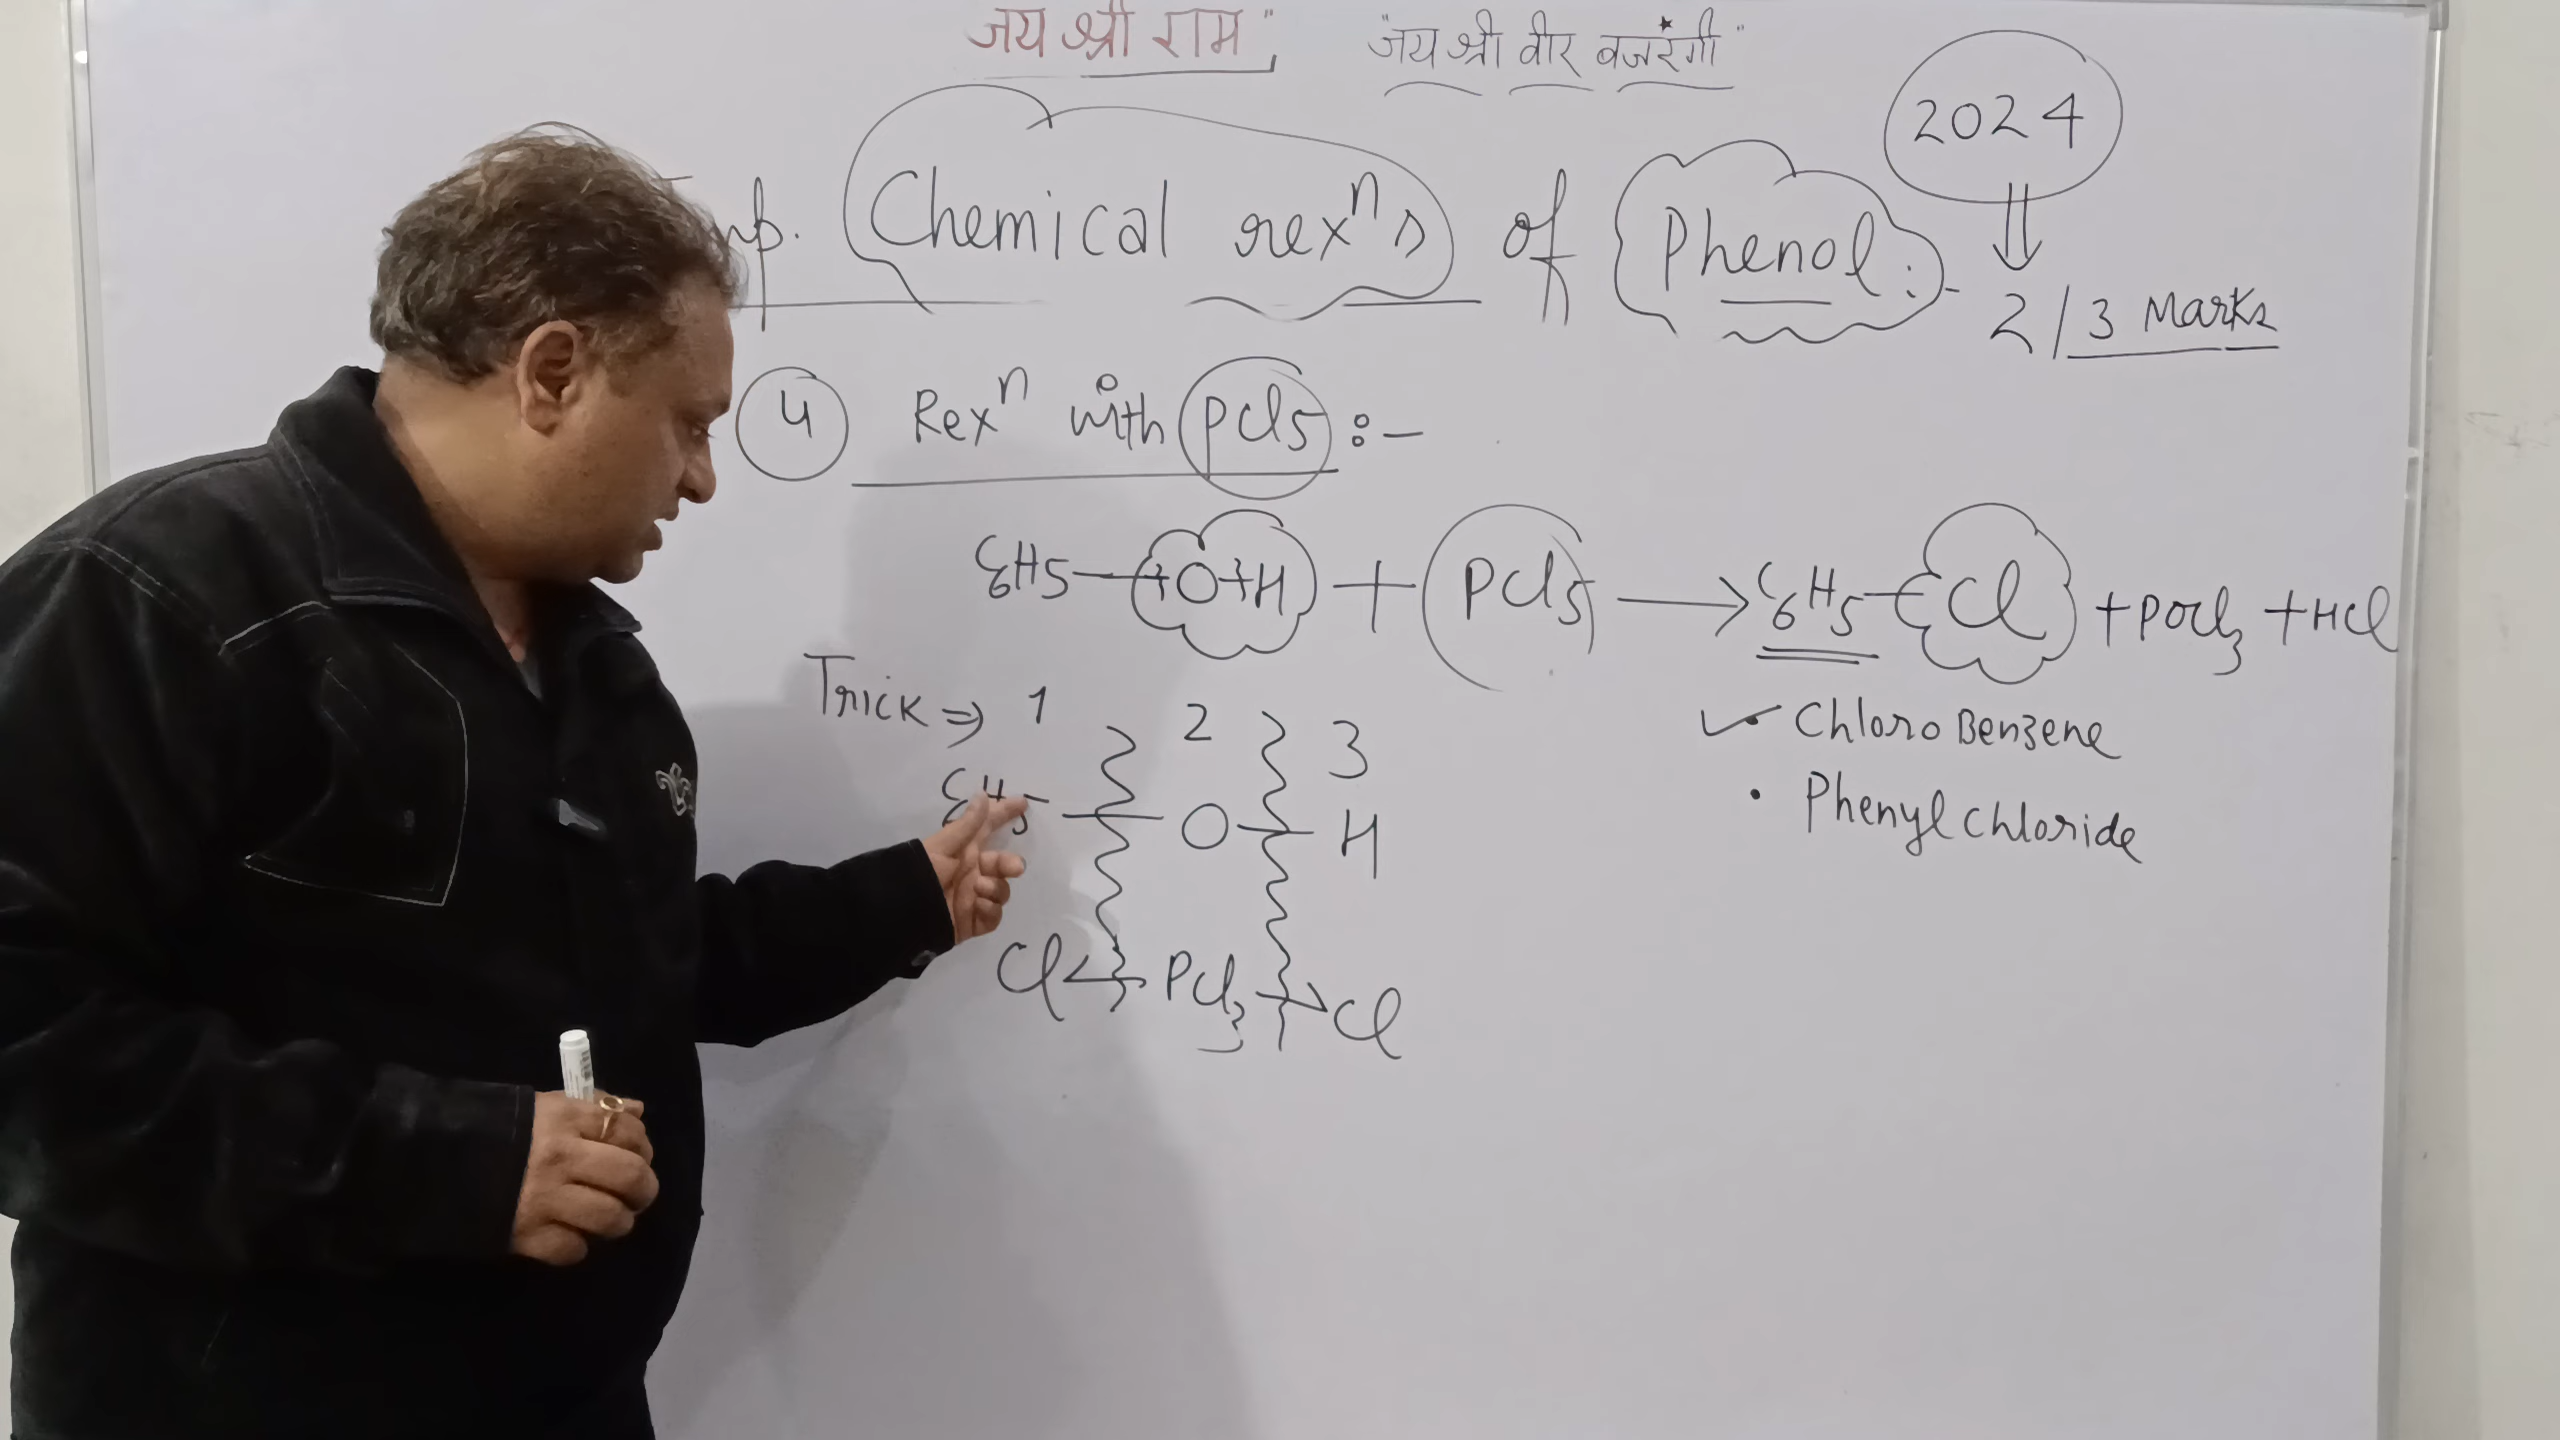 जय श्री राम" "जय श्री वीर बजरंगी"
2024
Imp. Chemical rexⁿs of Phenol :-
2/3 Marks
4 Rexⁿ with PCl5 :-
C6H5-O-H + PCl5 → C6H5-Cl + POCl3 + HCl
Trick ⇒ 1 2 3
• Chloro Benzene
C6H5 - O - H
• Phenyl Chloride
Cl ← PCl3 → Cl